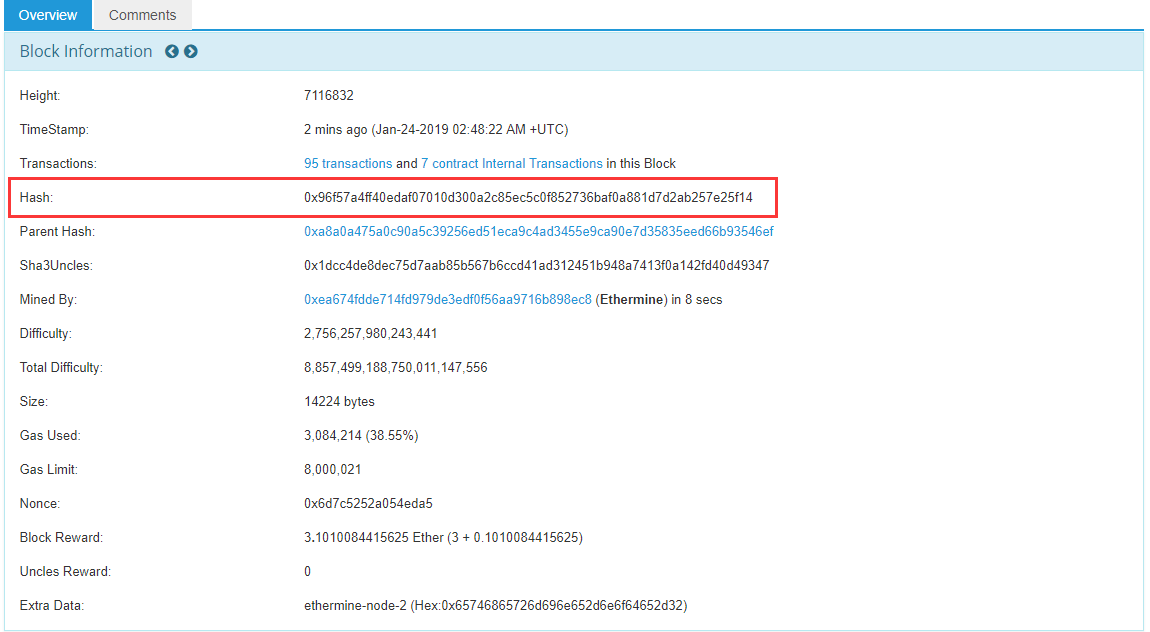 Overview Comments
Block Information
Height: 7116832
TimeStamp: 2 mins ago (Jan-24-2019 02:48:22 AM +UTC)
Transactions: 95 transactions and 7 contract Internal Transactions in this Block
Hash: 0x96f57a4ff40edaf07010d300a2c85ec5c0f852736baf0a881d7d2ab257e25f14
Parent Hash: 0xa8a0a475a0c90a5c39256ed51eca9c4ad3455e9ca90e7d35835eed66b93546ef
Sha3Uncles: 0x1dcc4de8dec75d7aab85b567b6ccd41ad312451b948a7413f0a142fd40d49347
Mined By: 0xea674fdde714fd979de3edf0f56aa9716b898ec8 (Ethermine) in 8 secs
Difficulty: 2,756,257,980,243,441
Total Difficulty: 8,857,499,188,750,011,147,556
Size: 14224 bytes
Gas Used: 3,084,214 (38.55%)
Gas Limit: 8,000,021
Nonce: 0x6d7c5252a054eda5
Block Reward: 3.1010084415625 Ether (3 + 0.1010084415625)
Uncles Reward: 0
Extra Data: ethermine-node-2 (Hex:0x65746865726d696e652d6e6f64652d32)